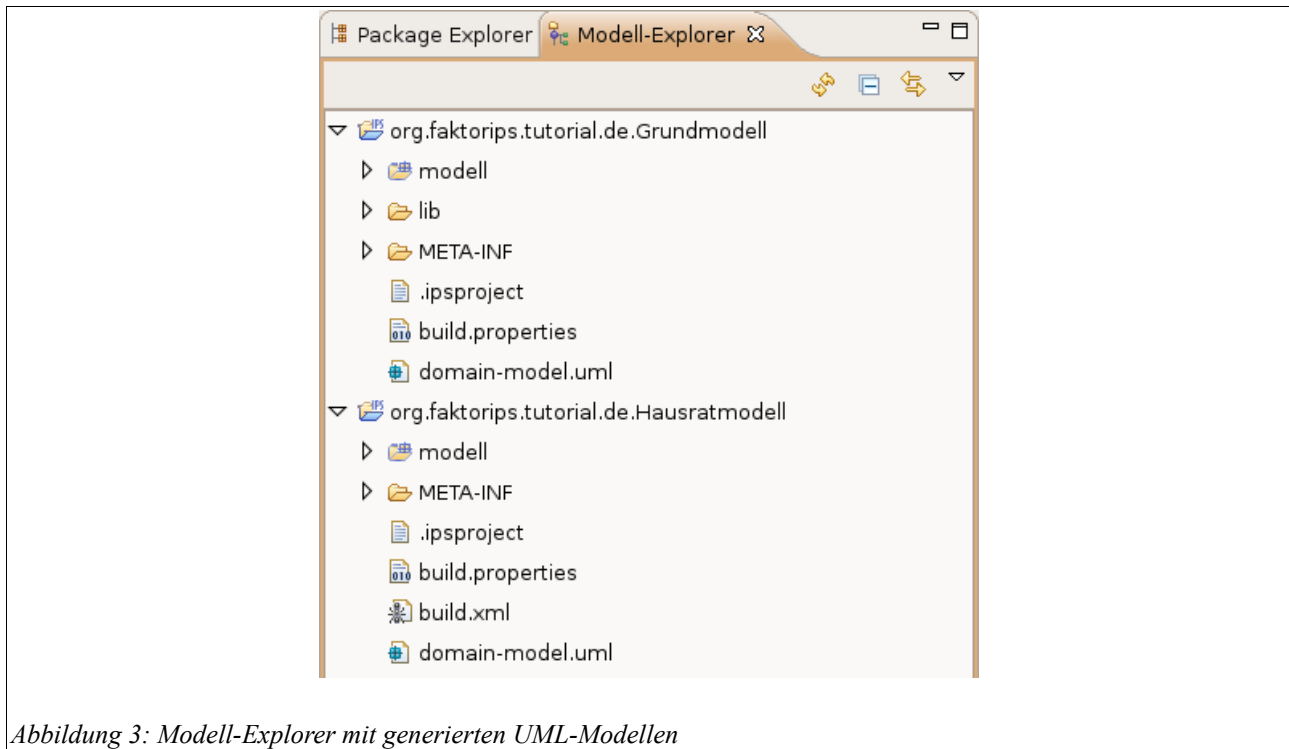 Package Explorer Modell-Explorer
org.faktorips.tutorial.de.Grundmodell
modell
lib
META-INF
.ipsproject
build.properties
domain-model.uml
org.faktorips.tutorial.de.Hausratmodell
modell
META-INF
.ipsproject
build.properties
build.xml
domain-model.uml
Abbildung 3: Modell-Explorer mit generierten UML-Modellen